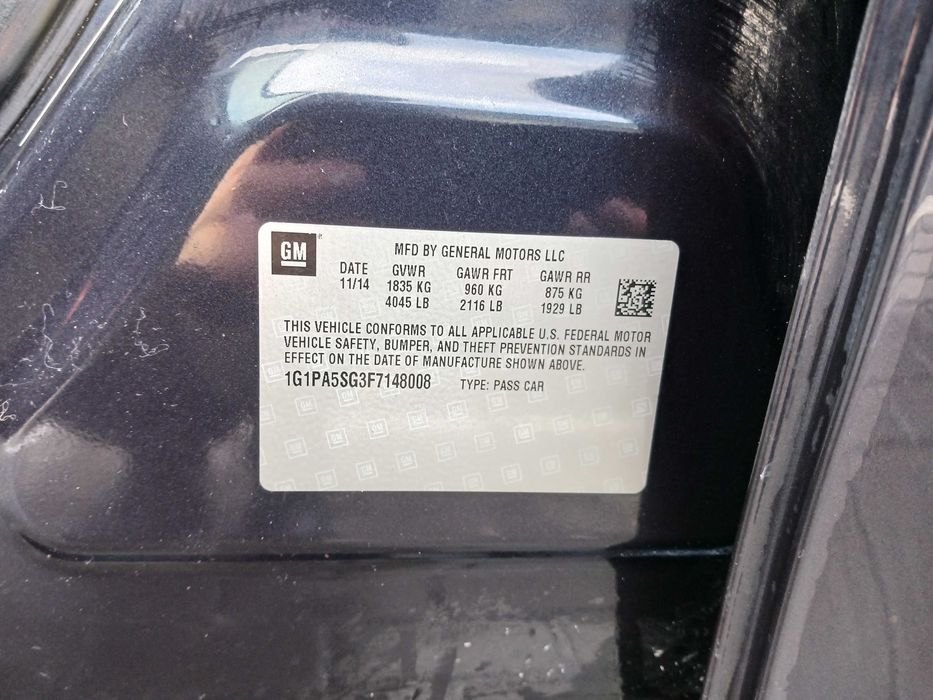 GM
MFD BY GENERAL MOTORS LLC
DATE GVWR GAWR FRT GAWR RR
11/14 1835 KG 960 KG 875 KG
4045 LB 2116 LB 1929 LB
THIS VEHICLE CONFORMS TO ALL APPLICABLE U.S. FEDERAL MOTOR
VEHICLE SAFETY, BUMPER, AND THEFT PREVENTION STANDARDS IN
EFFECT ON THE DATE OF MANUFACTURE SHOWN ABOVE.
1G1PA5SG3F7148008 TYPE: PASS CAR